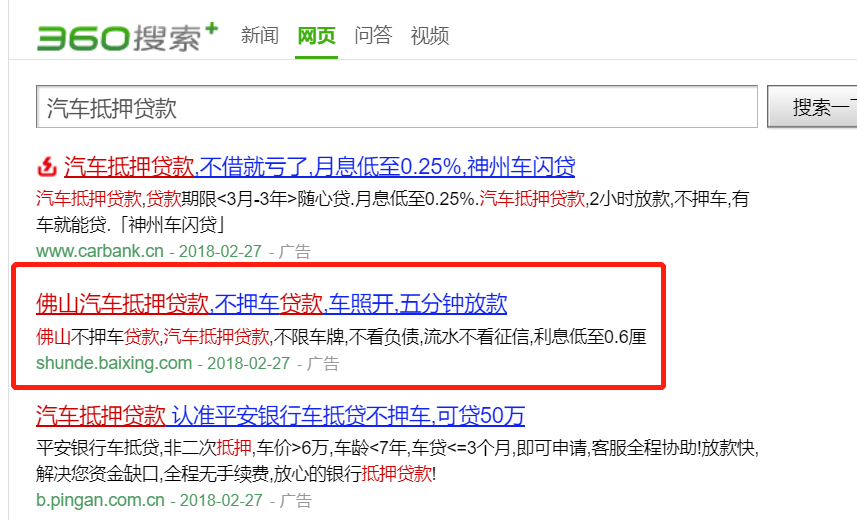 360搜索+ 新闻 网页 问答 视频
汽车抵押贷款 搜索一下
汽车抵押贷款,不借就亏了,月息低至0.25%,神州车闪贷
汽车抵押贷款,贷款期限<3月-3年>随心贷.月息低至0.25%.汽车抵押贷款,2小时放款,不押车,有
车就能贷.「神州车闪贷」
www.carbank.cn - 2018-02-27 - 广告
佛山汽车抵押贷款,不押车贷款,车照开,五分钟放款
佛山不押车贷款,汽车抵押贷款,不限车牌,不看负债,流水不看征信,利息低至0.6厘
shunde.baixing.com - 2018-02-27 - 广告
汽车抵押贷款 认准平安银行车抵贷不押车,可贷50万
平安银行车抵贷,非二次抵押,车价>6万,车龄<7年,车贷<=3个月,即可申请,客服全程协助!放款快,
解决您资金缺口,全程无手续费,放心的银行抵押贷款!
b.pingan.com.cn - 2018-02-27 - 广告